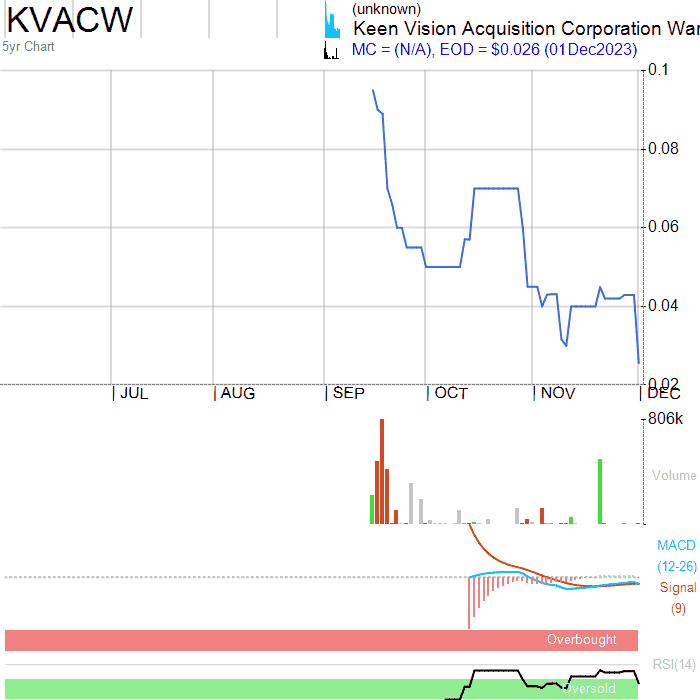 KVACW
5yr Chart
(unknown)
Keen Vision Acquisition Corporation War
MC = (N/A), EOD = $0.026 (01Dec2023)
0.1
0.08
0.06
0.04
0.02
JUL AUG SEP OCT NOV DEC
806k
Volume
MACD
(12-26)
Signal
(9)
Overbought
RSI(14)
Oversold